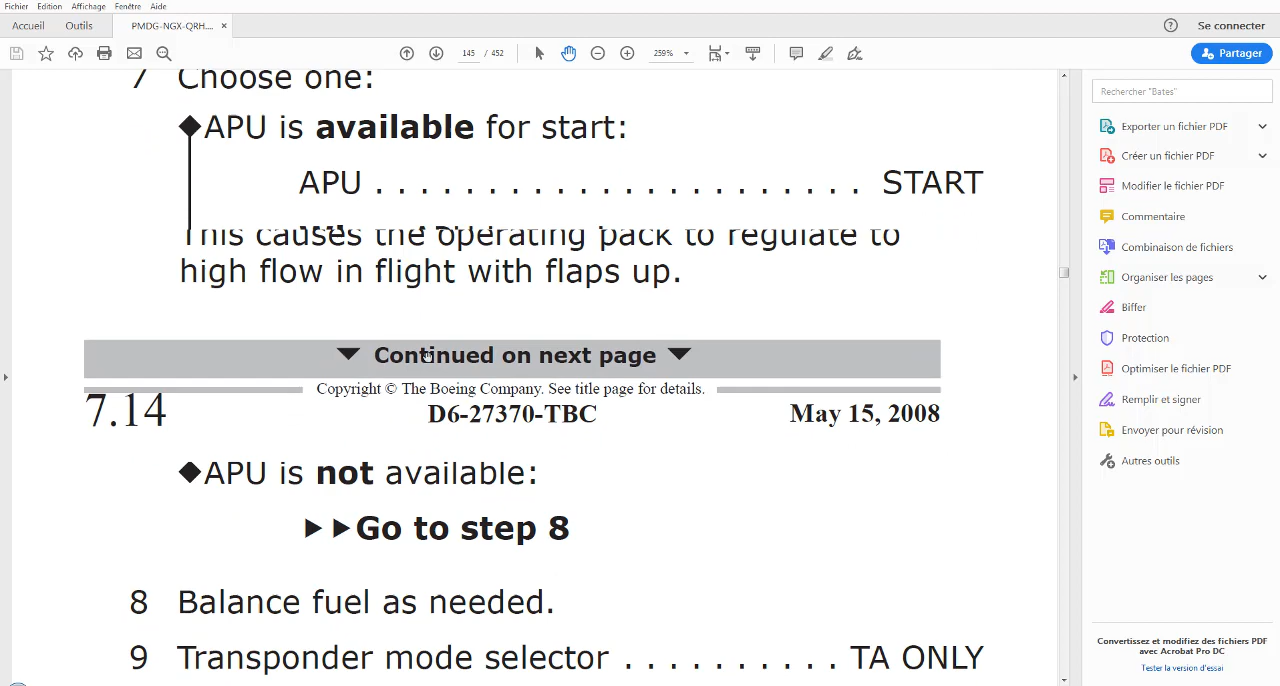 Fichier Edition Affichage Fenêtre Aide
Accueil Outils PMDG-NGX-QRH.... × Se connecter
145 / 452 259% Partager
7 Choose one:
APU is available for start:
APU . . . . . . . . . . . . . . . . . . . . . . START
This causes the operating pack to regulate to
high flow in flight with flaps up.
▼ Continued on next page ▼
Copyright © The Boeing Company. See title page for details.
7.14 D6-27370-TBC May 15, 2008
APU is not available:
►►Go to step 8
8 Balance fuel as needed.
9 Transponder mode selector . . . . . . . . . . TA ONLY
Rechercher "Bates"
Exporter un fichier PDF
Créer un fichier PDF
Modifier le fichier PDF
Commentaire
Combinaison de fichiers
Organiser les pages
Biffer
Protection
Optimiser le fichier PDF
Remplir et signer
Envoyer pour révision
Autres outils
Convertissez et modifiez des fichiers PDF
avec Acrobat Pro DC
Tester la version d'essai